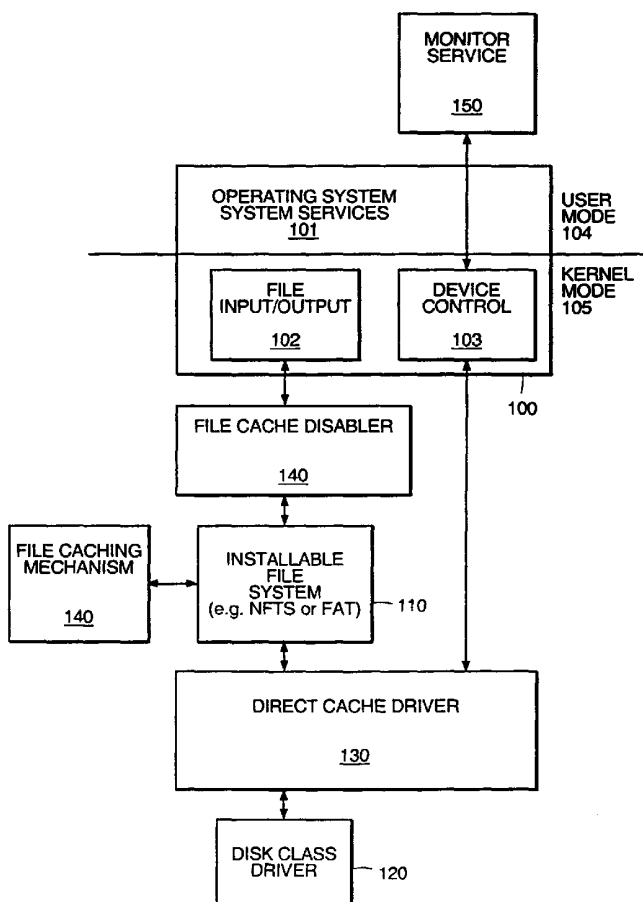 MONITOR
SERVICE
150
OPERATING SYSTEM
SYSTEM SERVICES
101
USER
MODE
104
KERNEL
MODE
105
FILE
INPUT/OUTPUT
102
DEVICE
CONTROL
103
100
FILE CACHE DISABLER
140
FILE CACHING
MECHANISM
140
INSTALLABLE
FILE
SYSTEM
(e.g. NFTS or FAT)
110
DIRECT CACHE DRIVER
130
DISK CLASS
DRIVER
120